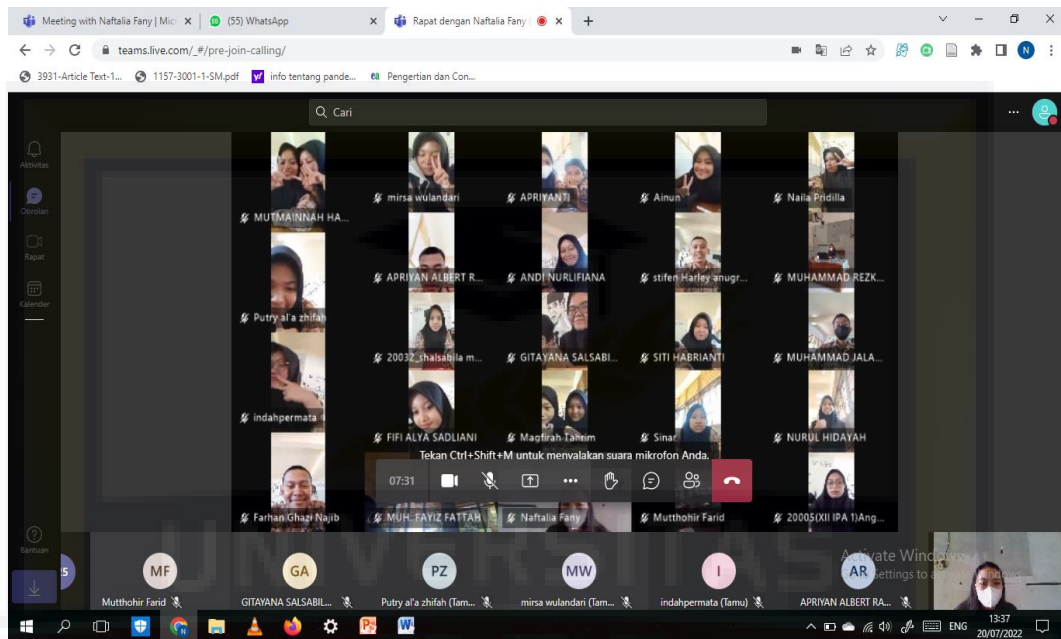 Meeting with Naftalia Fany | Mic
(55) WhatsApp
Rapat dengan Naftalia Fany |
teams.live.com/_#/pre-join-calling/
3931-Article Text-1...
1157-3001-1-SM.pdf
info tentang pande...
Pengertian dan Con...
N
Cari
Aktivitas
Obrolan
Rapat
Kalender
MUTMAINNAH HA...
mirsa wulandari
APRIYANTI
Ainun
Naila Pridilla
APRIYAN ALBERT R...
ANDI NURLIFIANA
stifen Harley anugr...
MUHAMMAD REZK...
Putry al'a zhifah
20032_shalsabila m...
GITAYANA SALSABI...
SITI HABRIANTI
MUHAMMAD JALA...
indahpermata
FIFI ALYA SADLIANI
Magfirah Tahrim
Sinar
NURUL HIDAYAH
Tekan Ctrl+Shift+M untuk menyalakan suara mikrofon Anda.
07:31
Farhan Ghazi Najib
MUH. FAYIZ FATTAH
Naftalia Fany
Mutthohir Farid
20005(XII IPA 1)Ang...
Bantuan
UNIVERSITAS
MF
GA
PZ
MW
I
AR
Mutthohir Farid
GITAYANA SALSABIL...
Putry al'a zhifah (Tam...
mirsa wulandari (Tam...
indahpermata (Tamu)
APRIYAN ALBERT RA...
Activate Windows
Settings to
W
ENG
13:37
20/07/2022